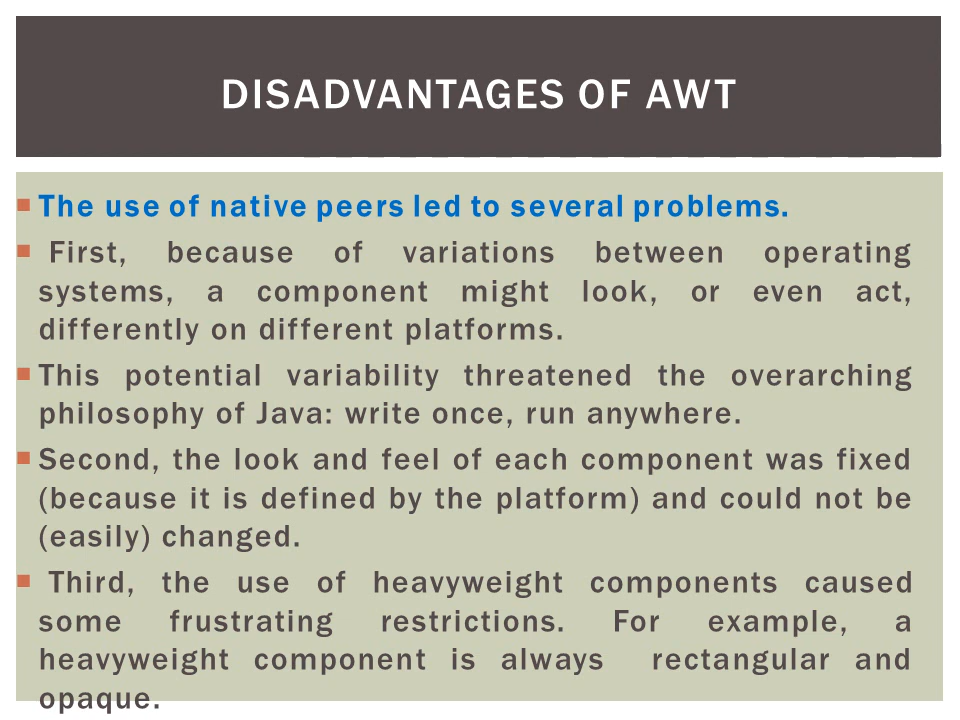 DISADVANTAGES OF AWT
The use of native peers led to several problems.
First, because of variations between operating
systems, a component might look, or even act,
differently on different platforms.
This potential variability threatened the overarching
philosophy of Java: write once, run anywhere.
Second, the look and feel of each component was fixed
(because it is defined by the platform) and could not be
(easily) changed.
Third, the use of heavyweight components caused
some frustrating restrictions. For example, a
heavyweight component is always rectangular and
opaque.